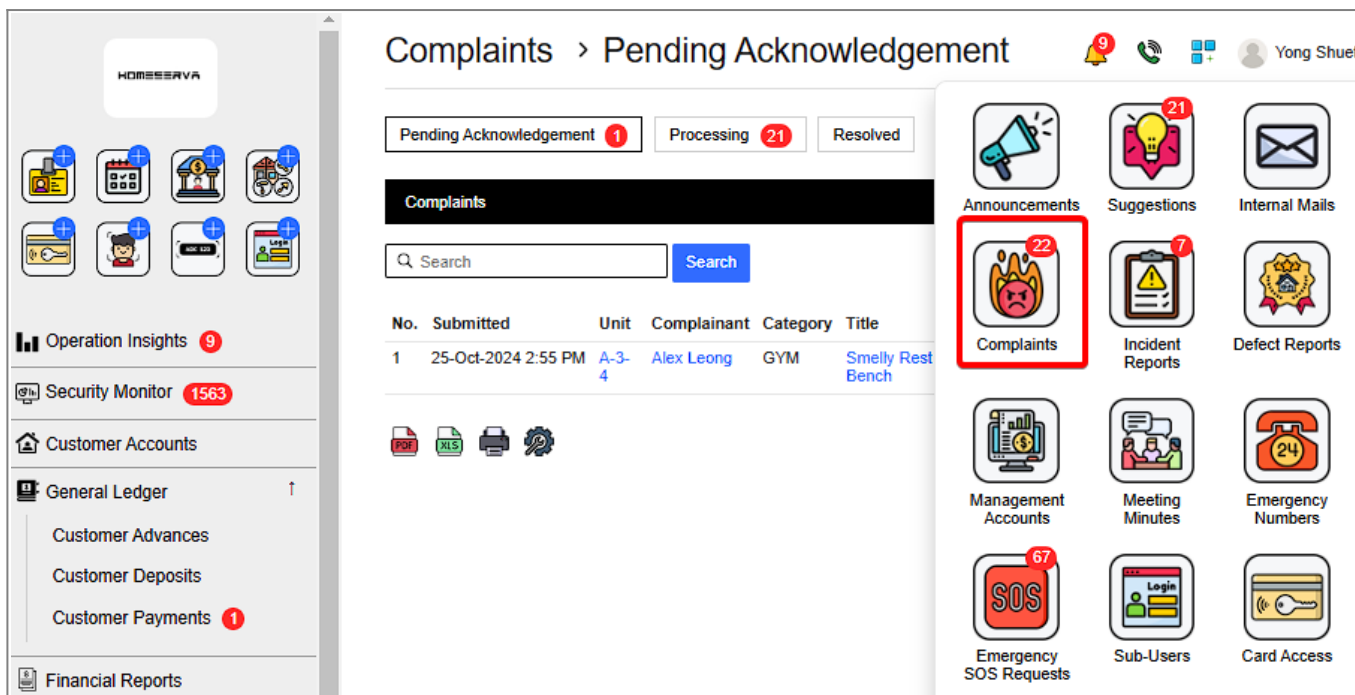 HOMESERVA
Complaints > Pending Acknowledgement
9
Yong Shuet
Pending Acknowledgement 1
Processing 21
Resolved
Complaints
Search
Search
No. Submitted Unit Complainant Category Title
1 25-Oct-2024 2:55 PM A-3- Alex Leong GYM Smelly Rest
4 Bench
PDF XLS
ABC 123
Login
Operation Insights 9
Security Monitor 1563
Customer Accounts
General Ledger ↑
Customer Advances
Customer Deposits
Customer Payments 1
Financial Reports
Announcements
21
Suggestions
Internal Mails
22
Complaints
7
Incident
Reports
Defect Reports
Management
Accounts
Meeting
Minutes
24
Emergency
Numbers
67
SOS
Emergency
SOS Requests
Login
Sub-Users
Card Access